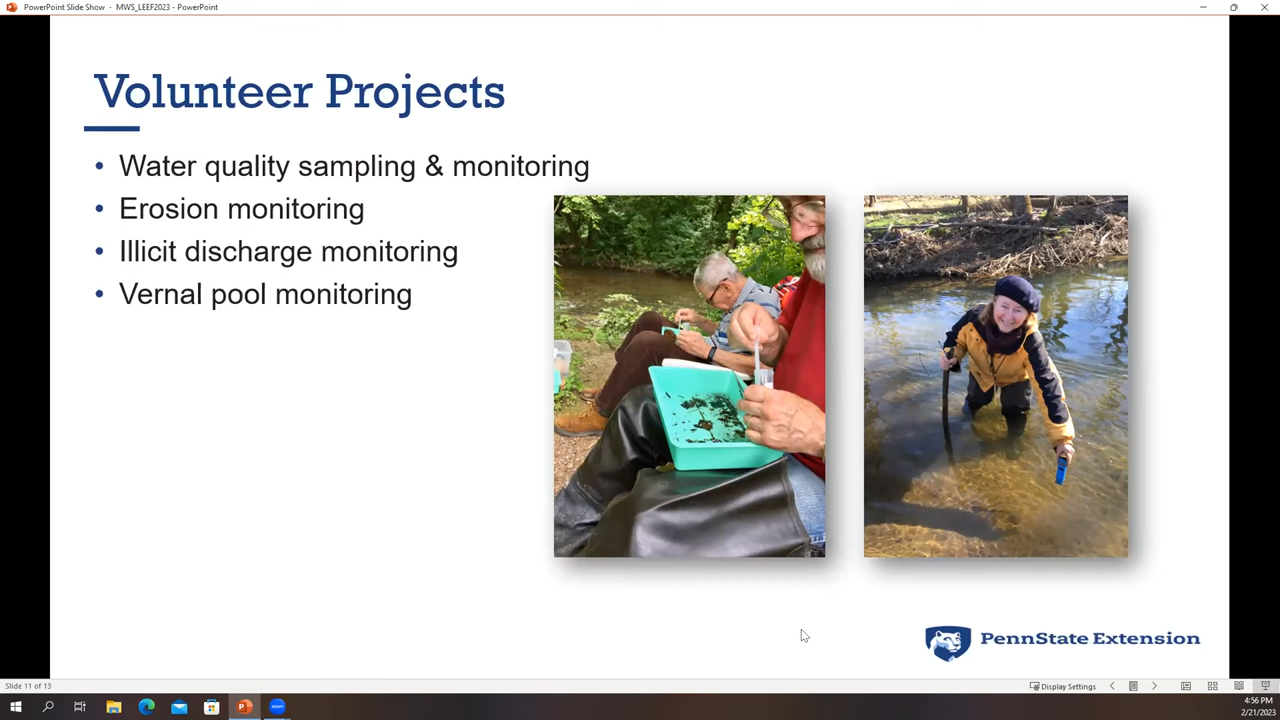 PowerPoint Slide Show - MWS_LEEF2023 - PowerPoint
Volunteer Projects
• Water quality sampling & monitoring
• Erosion monitoring
• Illicit discharge monitoring
• Vernal pool monitoring
PennState Extension
Slide 11 of 13
Display Settings
zoom
4:56 PM
2/21/2023